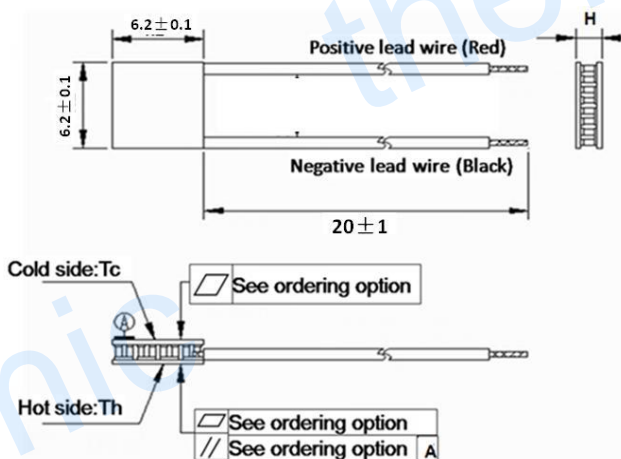 6.2±0.1
H
Positive lead wire (Red)
6.2±0.1
Negative lead wire (Black)
20±1
Cold side:Tc
See ordering option
A
Hot side:Th
See ordering option
// See ordering option A